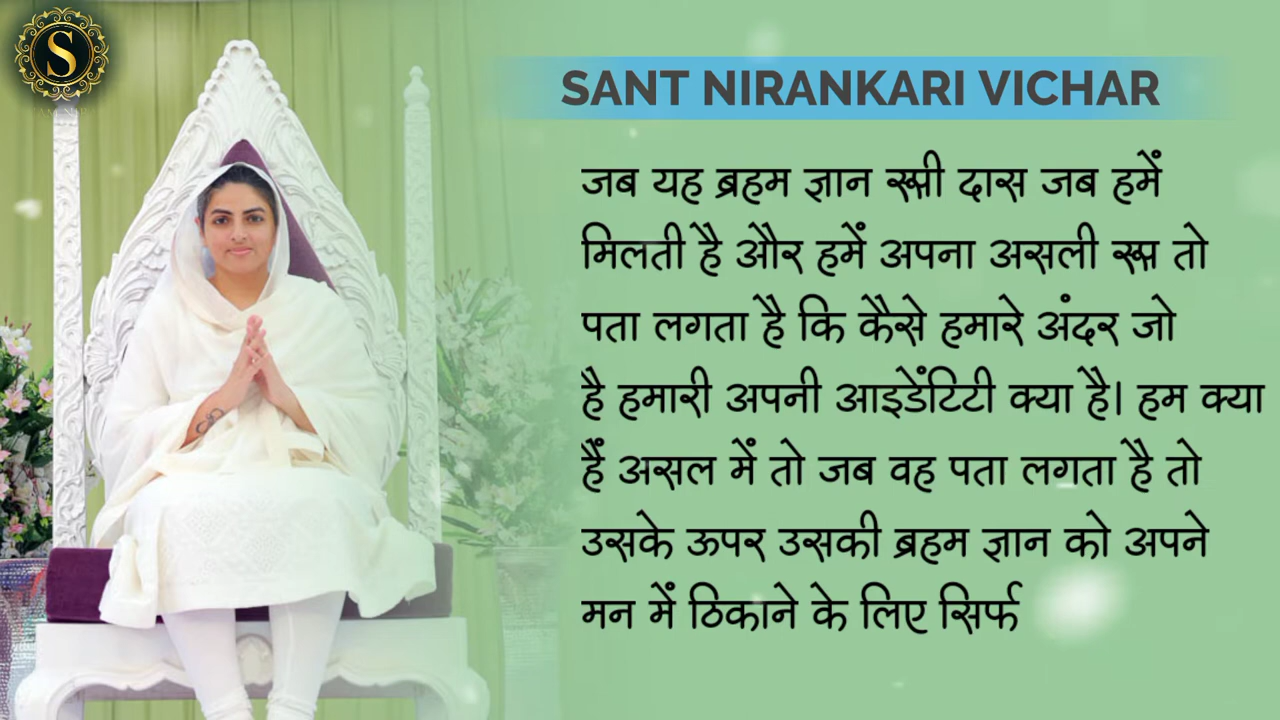 S
SANT NIRANKARI VICHAR
जब यह ब्रहम ज्ञान रूपी दास जब हमें
मिलती है और हमें अपना असली रूप तो
पता लगता है कि कैसे हमारे अंदर जो
है हमारी अपनी आइडेंटिटी क्या है। हम क्या
हैं असल में तो जब वह पता लगता है तो
उसके ऊपर उसकी ब्रहम ज्ञान को अपने
मन में ठिकाने के लिए सिर्फ